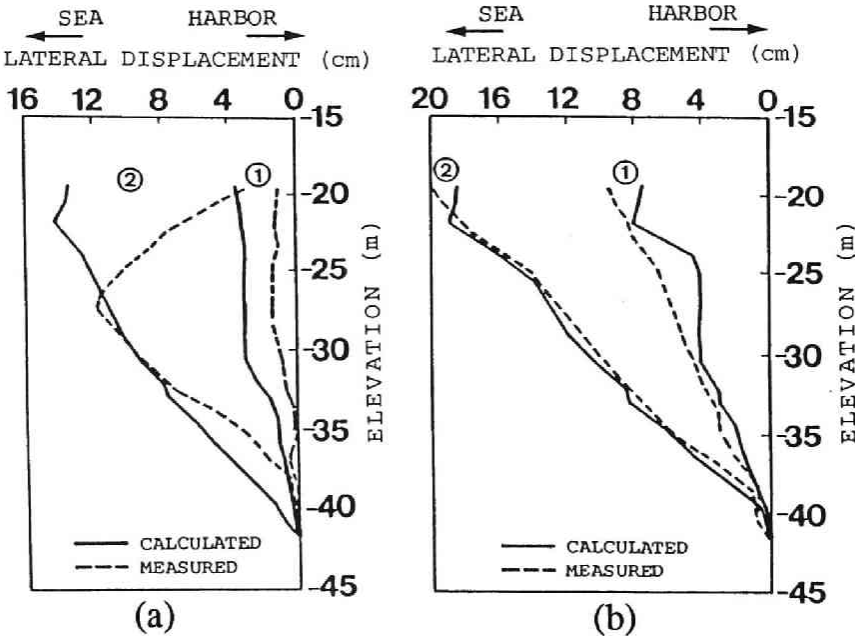 SEA HARBOR
LATERAL DISPLACEMENT (cm)
16 12 8 4 0
-15
-20
-25
-30
-35
-40
-45
ELEVATION (m)
② ①
CALCULATED
MEASURED
(a)
SEA HARBOR
LATERAL DISPLACEMENT (cm)
20 16 12 8 4 0
-15
-20
-25
-30
-35
-40
-45
ELEVATION (m)
② ①
CALCULATED
MEASURED
(b)